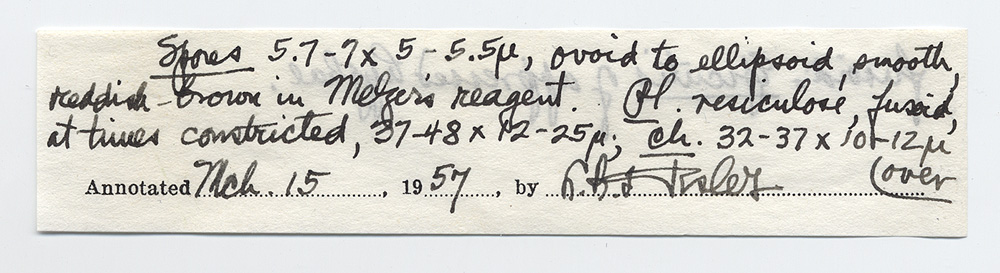 Spores 5.7-7 x 5-5.5µ, ovoid to ellipsoid, smooth,
reddish-brown in Melzer's reagent. Pl. vesiculose, fusoid,
at times constricted, 37-48 x 12-25µ; ch. 32-37 x 10-12µ
Annotated Mch. 15, 1957, by (over